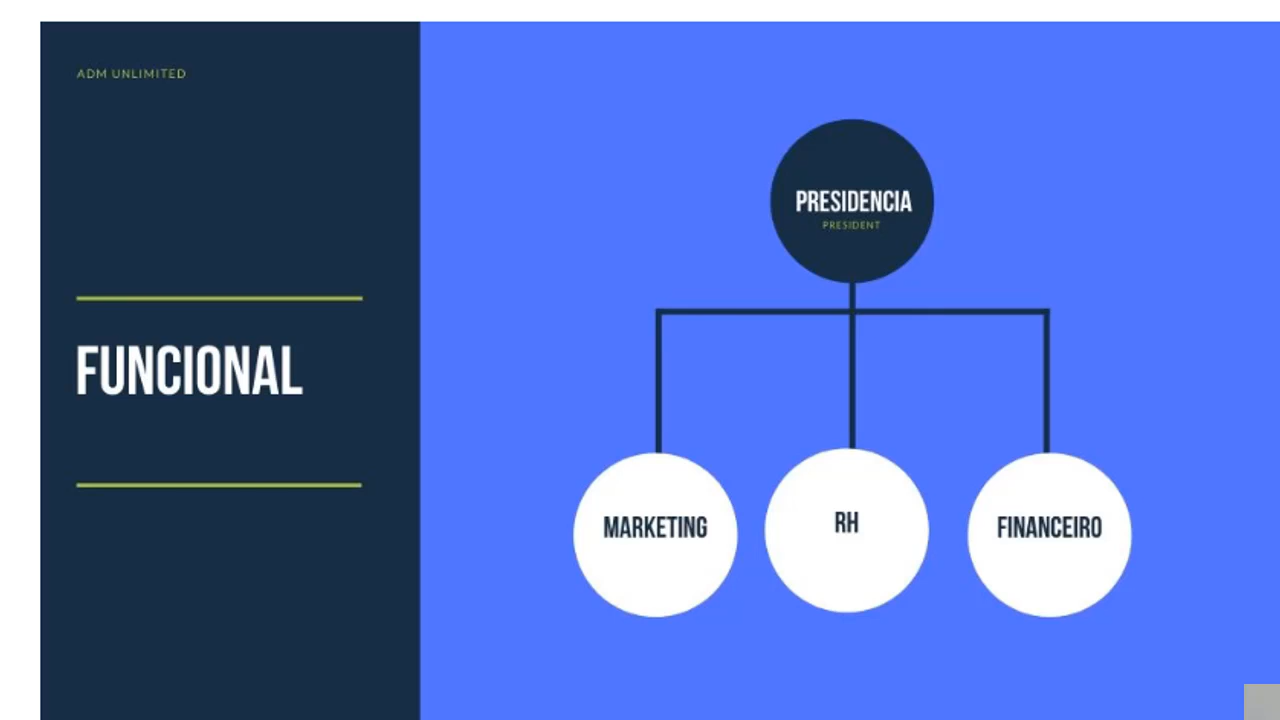 ADM UNLIMITED
FUNCIONAL
PRESIDENCIA
PRESIDENT
MARKETING
RH
FINANCEIRO